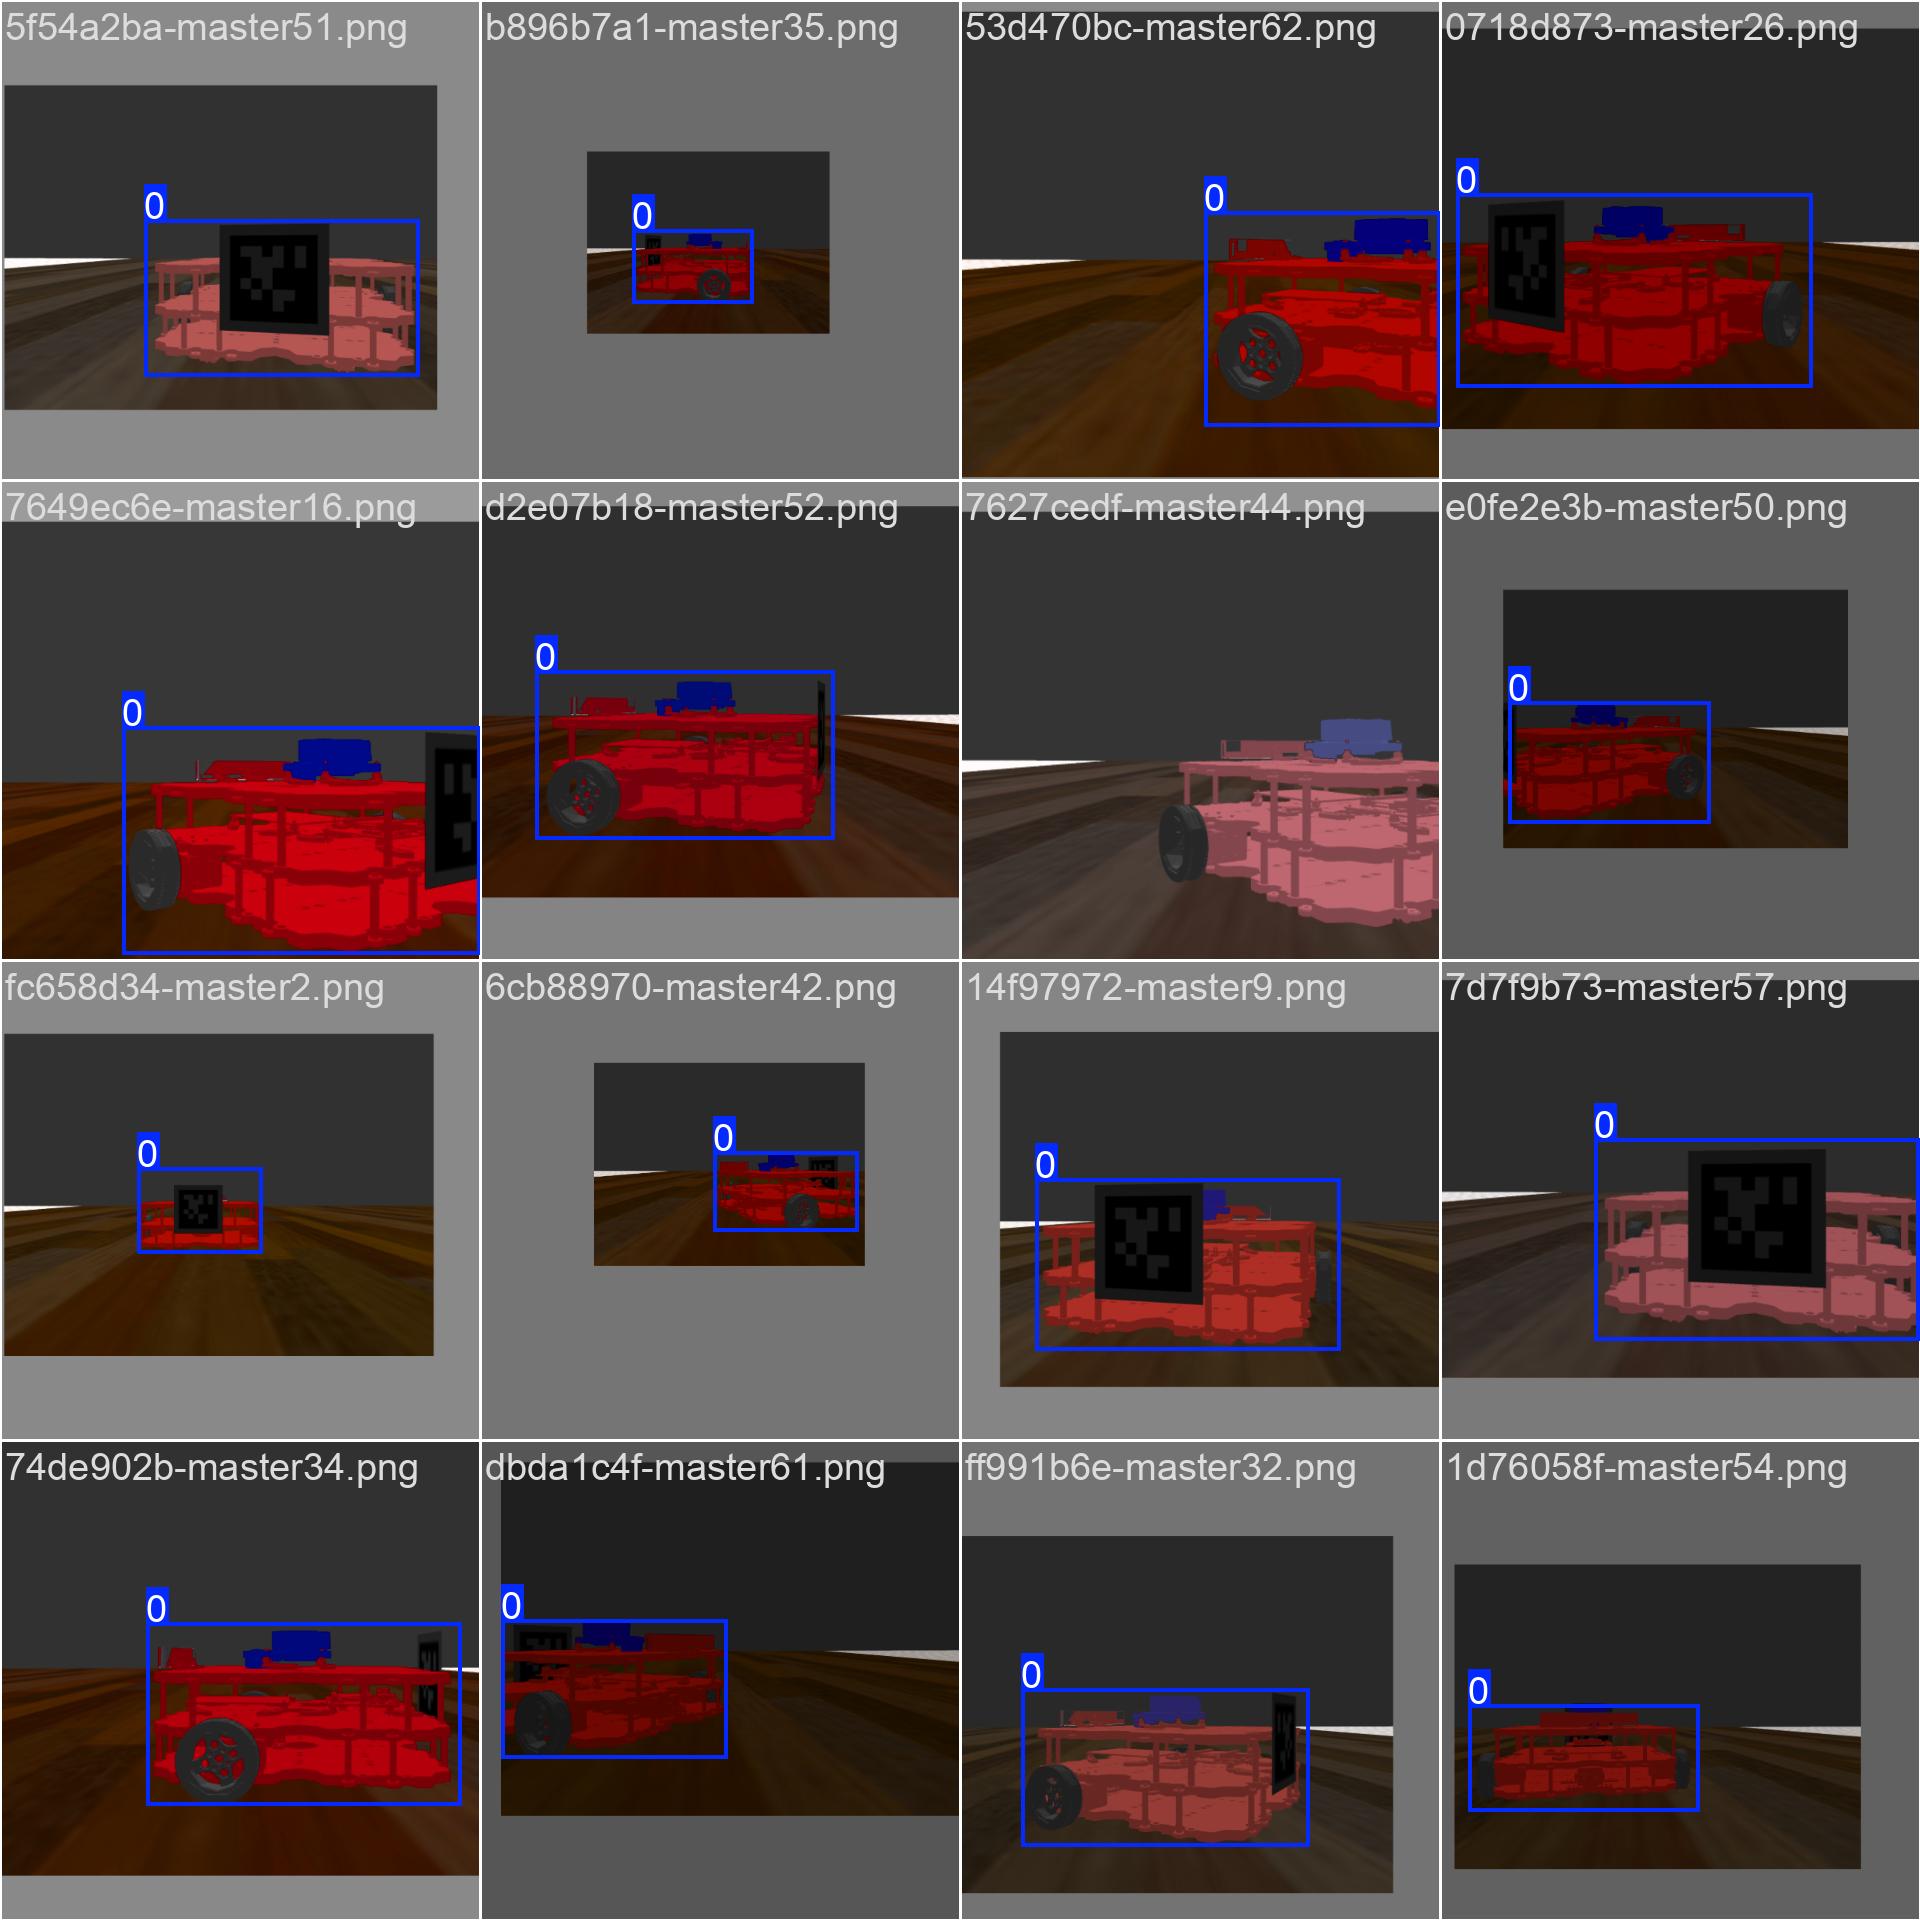 5f54a2ba-master51.png
b896b7a1-master35.png
53d470bc-master62.png
0718d873-master26.png
0
0
0
0
7649ec6e-master16.png
d2e07b18-master52.png
7627cedf-master44.png
e0fe2e3b-master50.png
0
0
0
fc658d34-master2.png
6cb88970-master42.png
14f97972-master9.png
7d7f9b73-master57.png
0
0
0
0
74de902b-master34.png
dbda1c4f-master61.png
ff991b6e-master32.png
1d76058f-master54.png
0
0
0
0